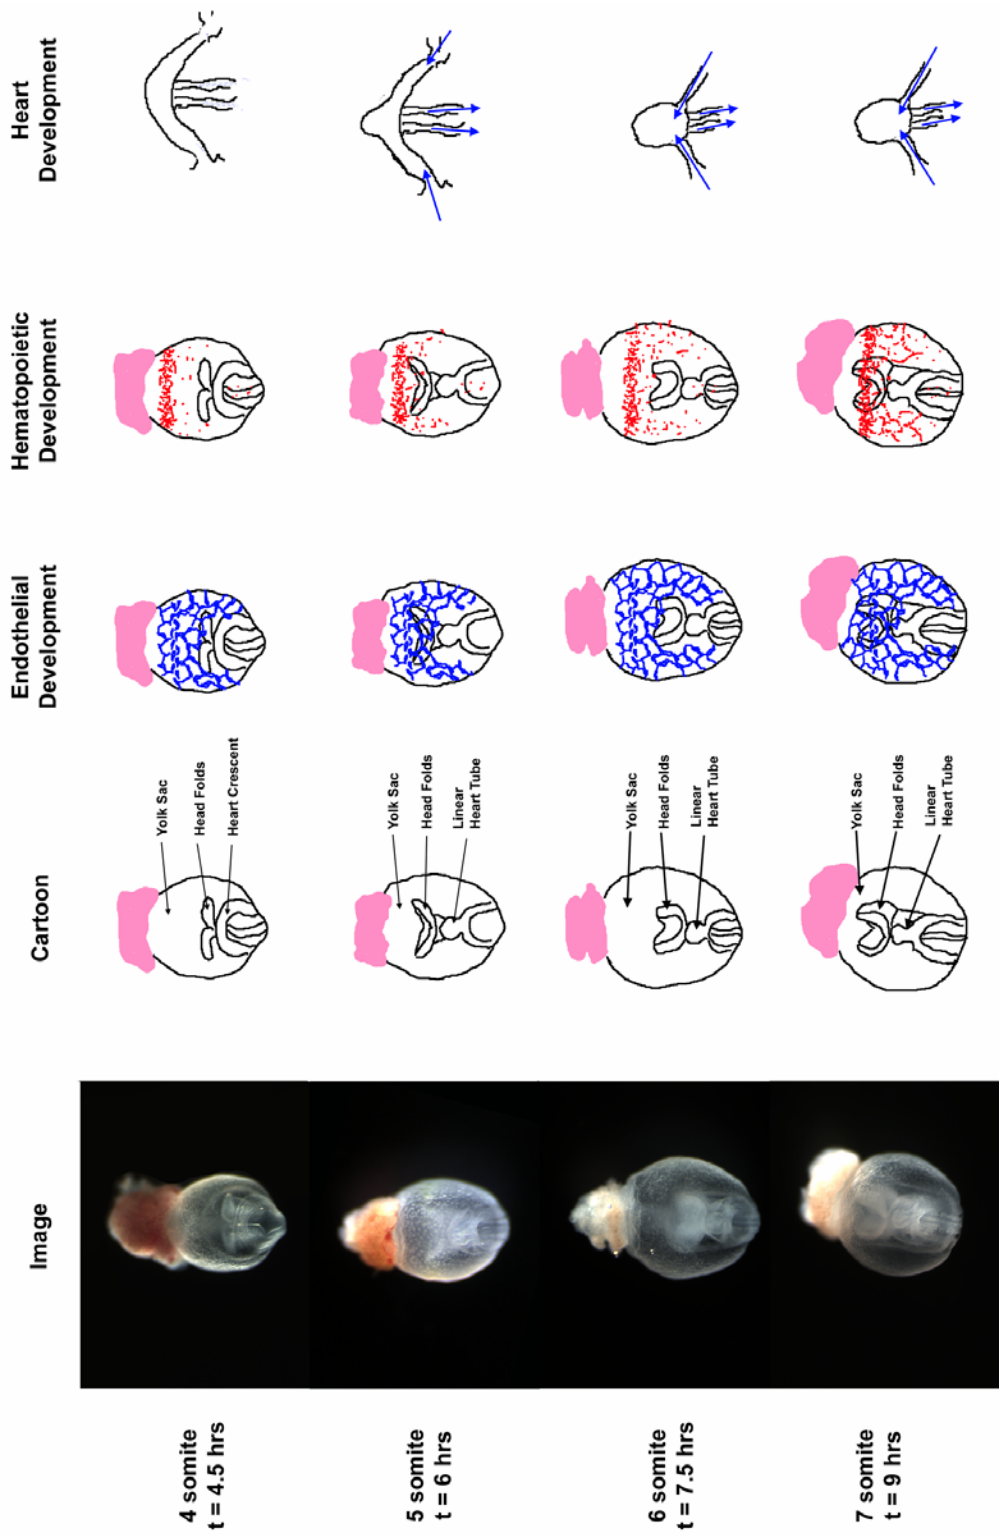 Image
Cartoon
Endothelial
Development
Hematopoietic
Development
Heart
Development
4 somite
t = 4.5 hrs
Yolk Sac
Head Folds
Heart Crescent
5 somite
t = 6 hrs
Yolk Sac
Head Folds
Linear
Heart Tube
6 somite
t = 7.5 hrs
Yolk Sac
Head Folds
Linear
Heart Tube
7 somite
t = 9 hrs
Yolk Sac
Head Folds
Linear
Heart Tube